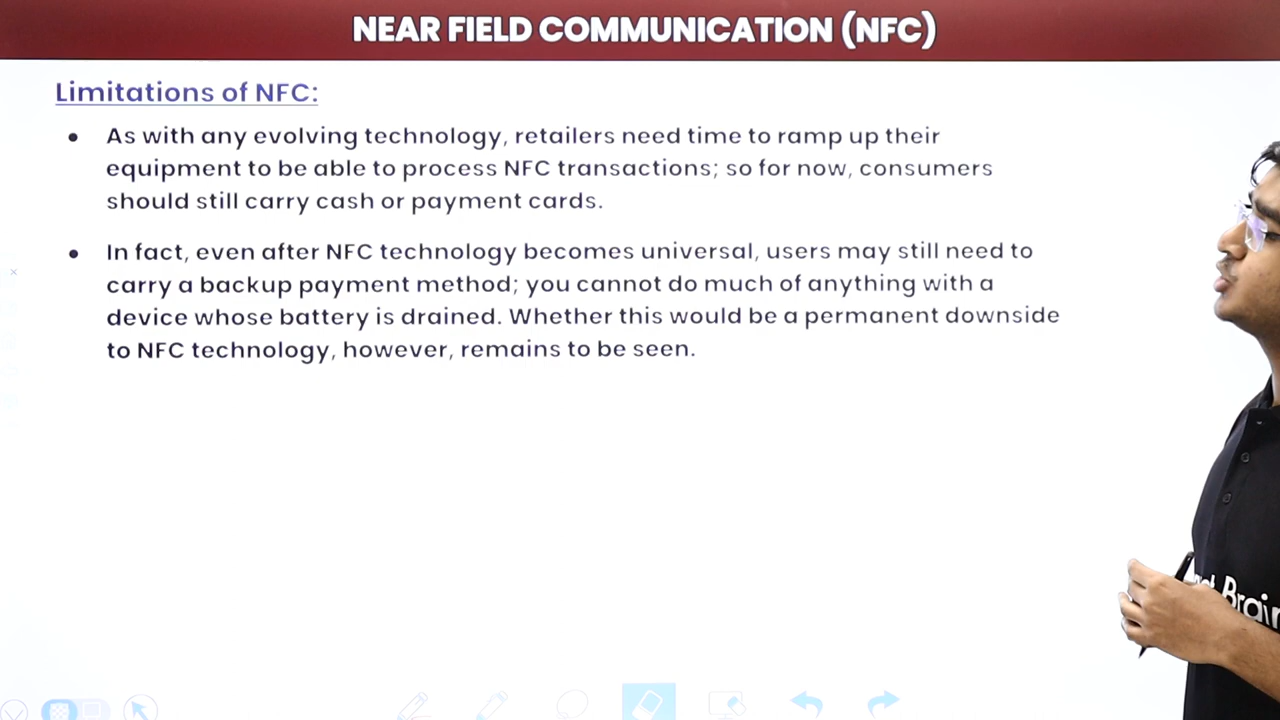 NEAR FIELD COMMUNICATION (NFC)
Limitations of NFC:
• As with any evolving technology, retailers need time to ramp up their
equipment to be able to process NFC transactions; so for now, consumers
should still carry cash or payment cards.
• In fact, even after NFC technology becomes universal, users may still need to
carry a backup payment method; you cannot do much of anything with a
device whose battery is drained. Whether this would be a permanent downside
to NFC technology, however, remains to be seen.